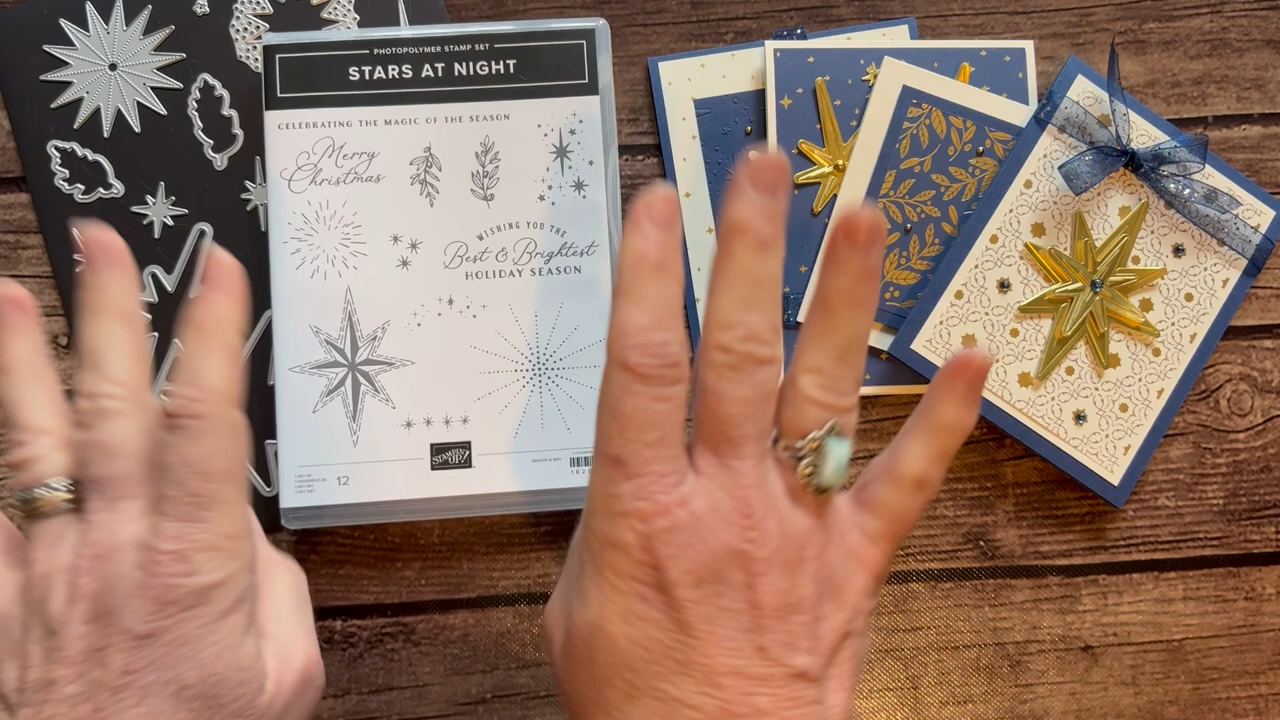 PHOTOPOLYMER STAMP SET
STARS AT NIGHT
CELEBRATING THE MAGIC OF THE SEASON
Merry
Christmas
WISHING YOU THE
Best & Brightest
HOLIDAY SEASON
STAMPIN' UP!
12